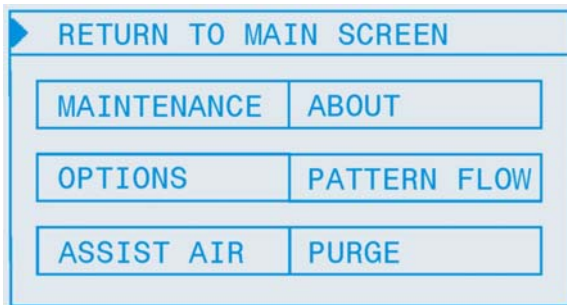 RETURN TO MAIN SCREEN
MAINTENANCE ABOUT
OPTIONS PATTERN FLOW
ASSIST AIR PURGE